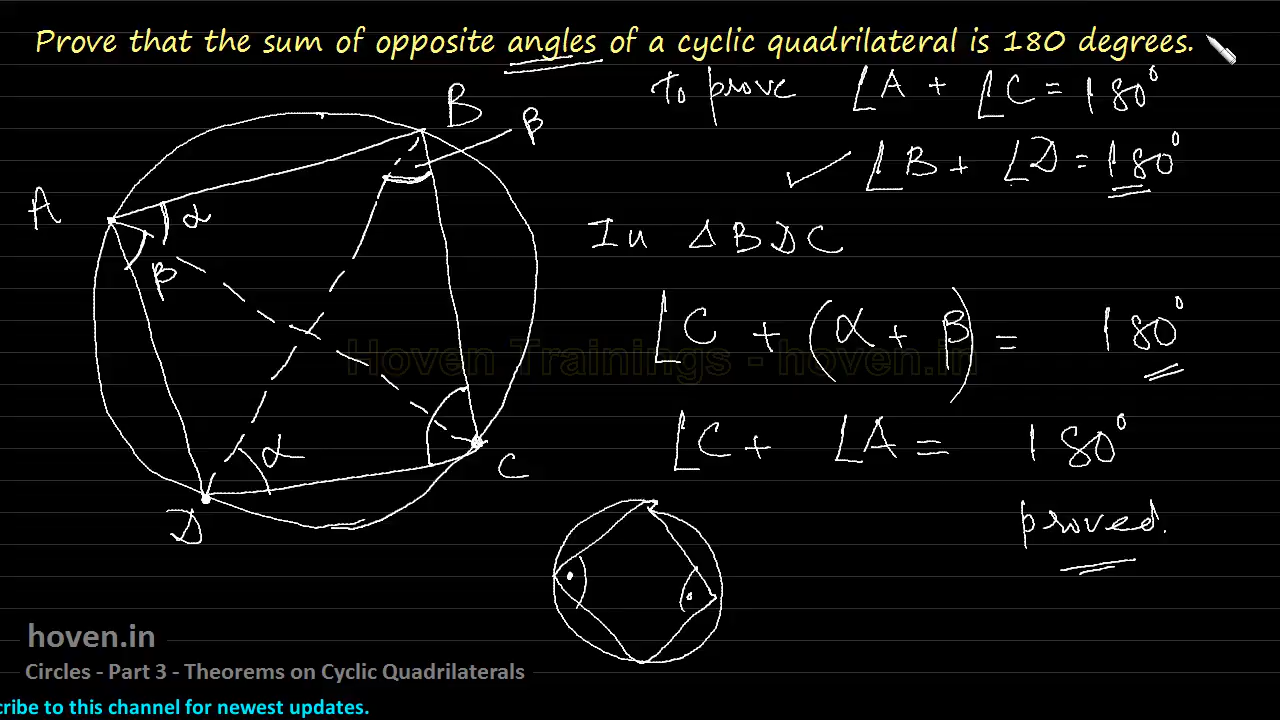 Prove that the sum of opposite angles of a cyclic quadrilateral is 180 degrees.
To prove ∠A + ∠C = 180°
∠B + ∠D = 180°
In Δ BDC
∠C + (α + β) = 180°
∠C + ∠A = 180°
proved.
B
β
A
α
β
α
C
D
Hoven Trainings - hoven.in
hoven.in
Circles - Part 3 - Theorems on Cyclic Quadrilaterals
cribe to this channel for newest updates.